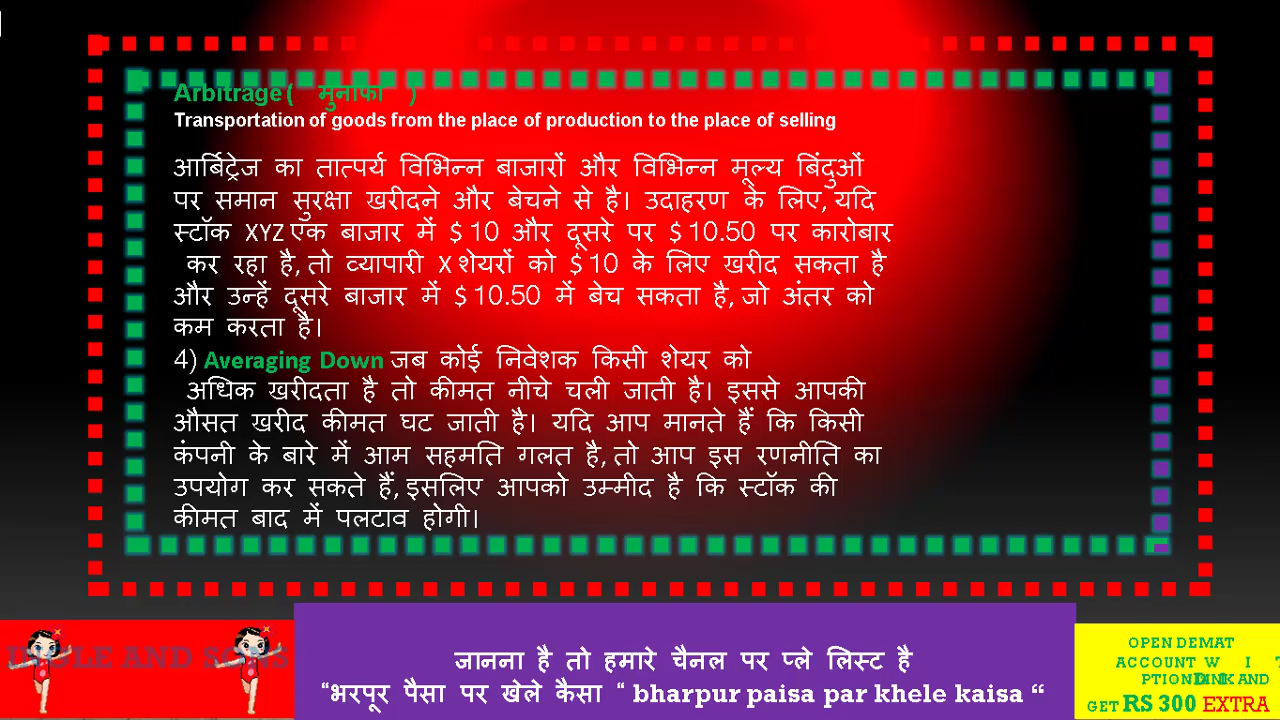 Arbitrage ( मुनाफा )
Transportation of goods from the place of production to the place of selling
आर्बिट्रेज का तात्पर्य विभिन्न बाजारों और विभिन्न मूल्य बिंदुओं
पर समान सुरक्षा खरीदने और बेचने से है। उदाहरण के लिए, यदि
स्टॉक XYZ एक बाजार में $ 10 और दूसरे पर $ 10.50 पर कारोबार
कर रहा है, तो व्यापारी X शेयरों को $ 10 के लिए खरीद सकता है
और उन्हें दूसरे बाजार में $ 10.50 में बेच सकता है, जो अंतर को
कम करता है।
4) Averaging Down जब कोई निवेशक किसी शेयर को
अधिक खरीदता है तो कीमत नीचे चली जाती है। इससे आपकी
औसत खरीद कीमत घट जाती है। यदि आप मानते हैं कि किसी
कंपनी के बारे में आम सहमति गलत है, तो आप इस रणनीति का
उपयोग कर सकते हैं, इसलिए आपको उम्मीद है कि स्टॉक की
कीमत बाद में पलटाव होगी।
AND
जानना है तो हमारे चैनल पर प्ले लिस्ट है
“भरपूर पैसा पर खेले कैसा “ bharpur paisa par khele kaisa “
OPEN DEMAT
ACCOUNT
AND
GET RS 300 EXTRA